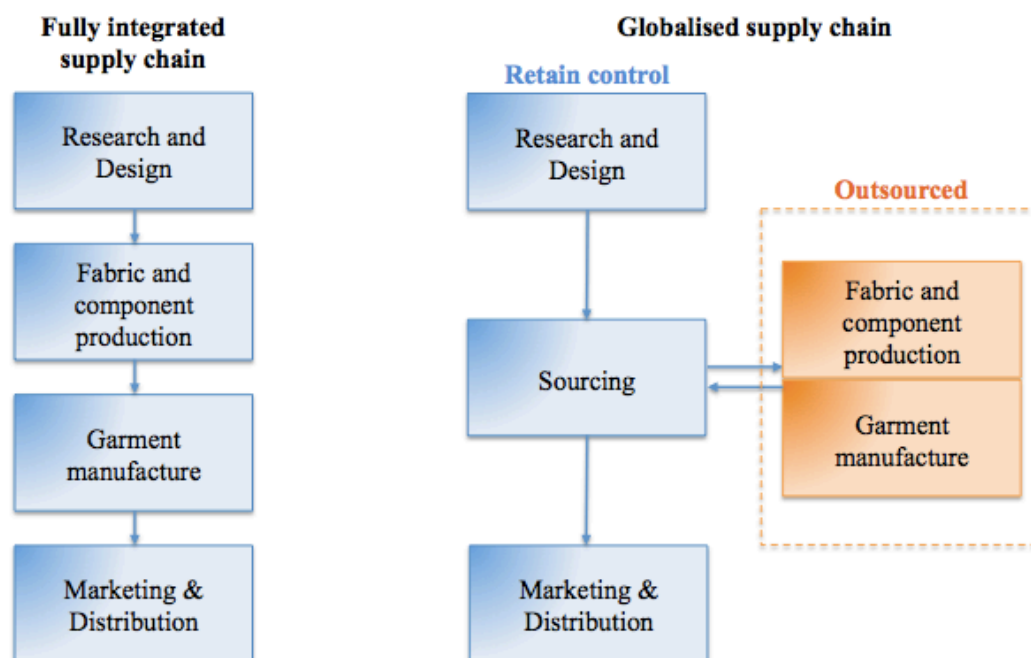 Fully integrated
supply chain
Research and
Design
Fabric and
component
production
Garment
manufacture
Marketing &
Distribution
Globalised supply chain
Retain control
Research and
Design
Sourcing
Marketing &
Distribution
Outsourced
Fabric and
component
production
Garment
manufacture